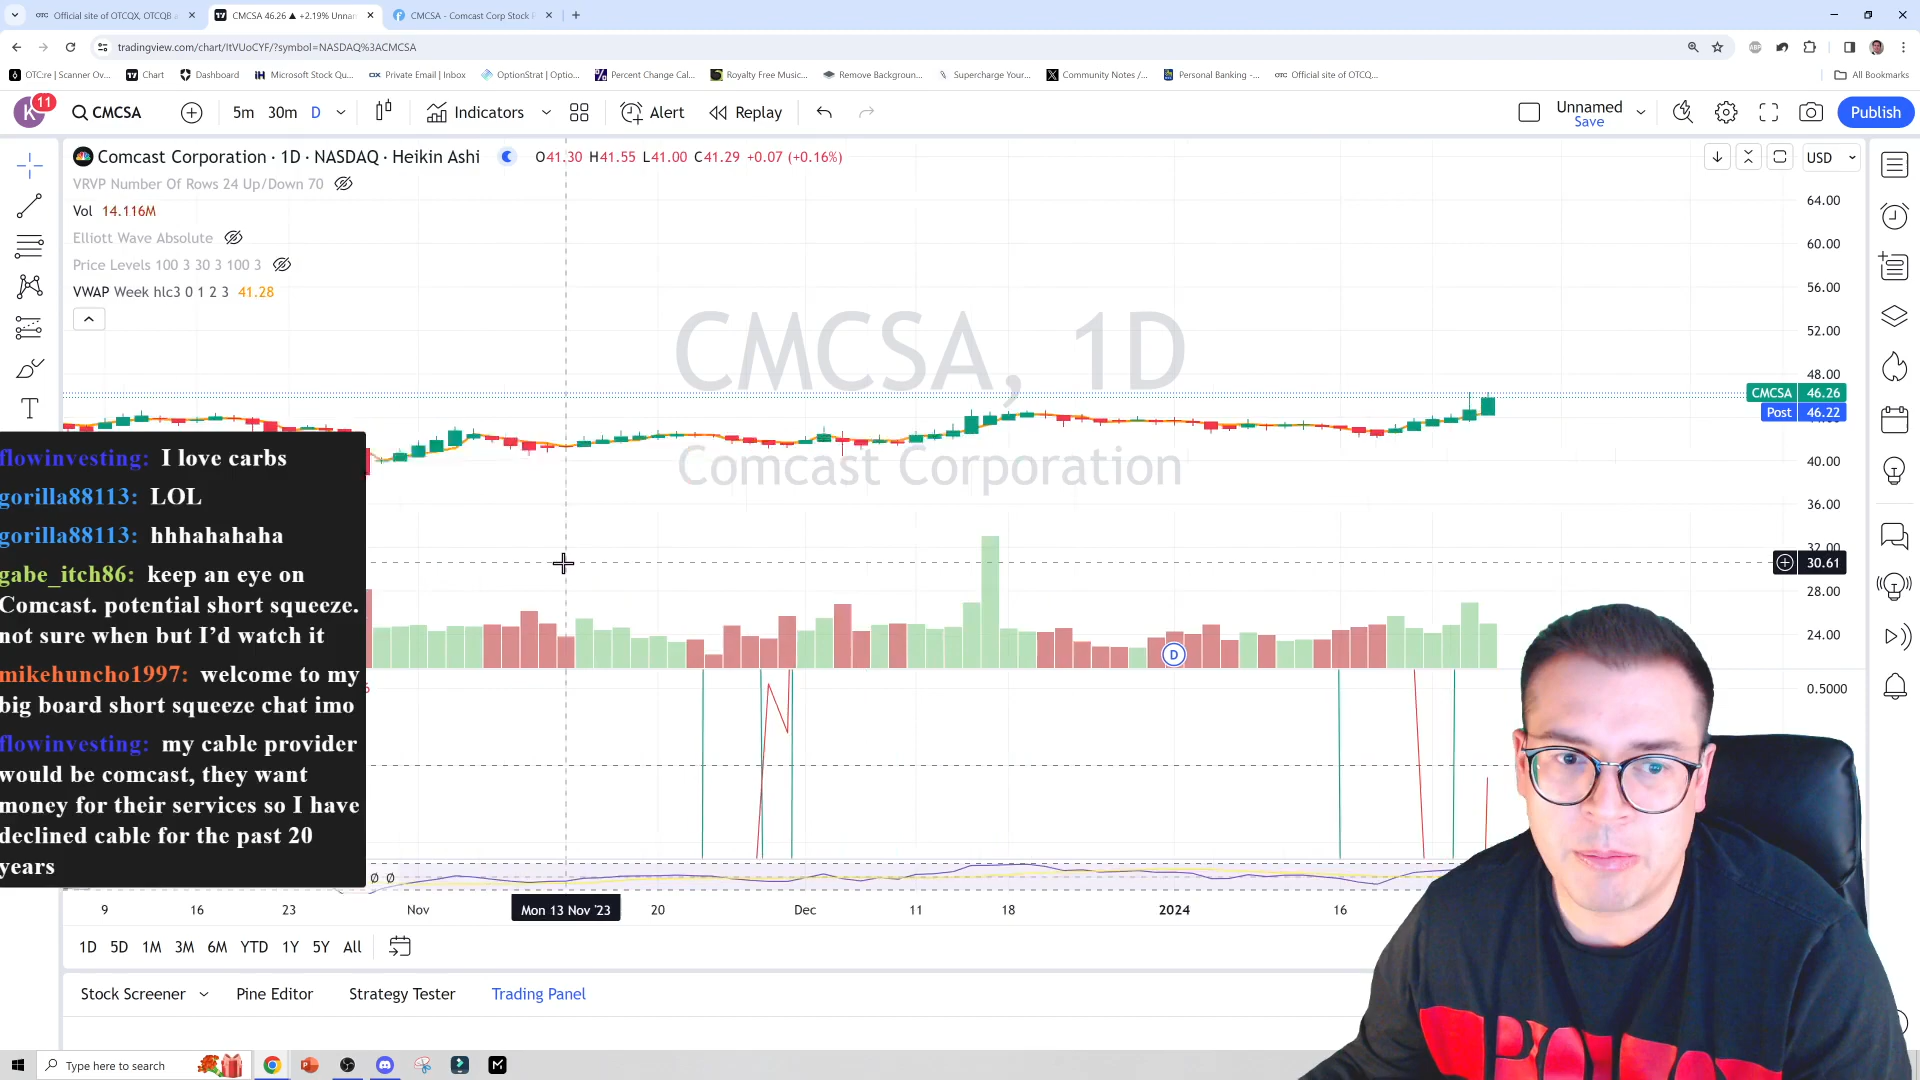 Official site of OTCQX, OTCQB a
CMCSA 46.26 ▲ +2.19% Unnan
CMCSA - Comcast Corp Stock P
tradingview.com/chart/ItVUoCYF/?symbol=NASDAQ%3ACMCSA
OTC:re | Scanner Ov...
Chart
Dashboard
Microsoft Stock Qu...
Private Email | Inbox
OptionStrat | Optio...
Percent Change Cal...
Royalty Free Music...
Remove Backgroun...
Supercharge Your...
Community Notes /...
Personal Banking -...
Official site of OTCQ...
All Bookmarks
K 11
CMCSA
5m 30m D
Indicators
Alert
Replay
Unnamed
Save
Publish
Comcast Corporation · 1D · NASDAQ · Heikin Ashi
O41.30 H41.55 L41.00 C41.29 +0.07 (+0.16%)
USD
VRVP Number Of Rows 24 Up/Down 70
Vol 14.116M
Elliott Wave Absolute
Price Levels 100 3 30 3 100 3
VWAP Week hlc3 0 1 2 3 41.28
CMCSA, 1D
Comcast Corporation
64.00
60.00
56.00
52.00
48.00
CMCSA 46.26
Post 46.22
40.00
36.00
32.00
30.61
28.00
24.00
0.5000
D
flowinvesting: I love carbs
gorilla88113: LOL
gorilla88113: hhhahahaha
gabe_itch86: keep an eye on
Comcast. potential short squeeze.
not sure when but I'd watch it
mikehuncho1997: welcome to my
big board short squeeze chat imo
flowinvesting: my cable provider
would be comcast, they want
money for their services so I have
declined cable for the past 20
years
Ø Ø
9 16 23 Nov Mon 13 Nov '23 20 Dec 11 18 2024 16
1D 5D 1M 3M 6M YTD 1Y 5Y All
Stock Screener
Pine Editor
Strategy Tester
Trading Panel
Type here to search